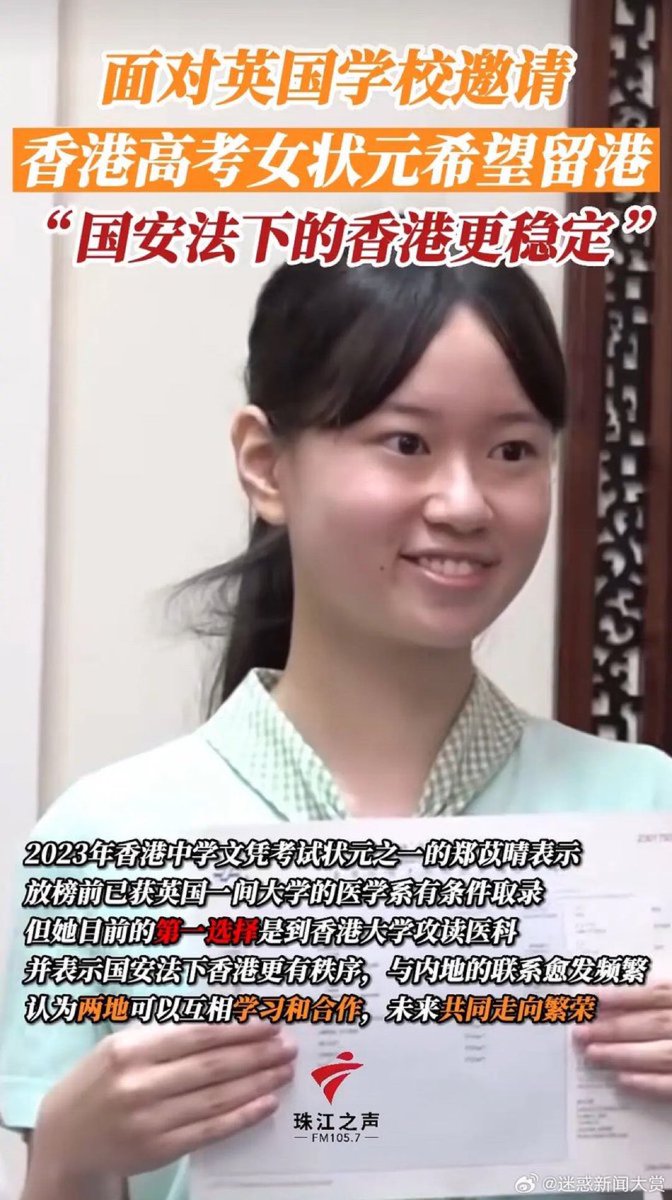 面对英国学校邀请
香港高考女状元希望留港
“国安法下的香港更稳定”
2023年香港中学文凭考试状元之一的郑苡晴表示
放榜前已获英国一间大学的医学系有条件取录
但她目前的第一选择是到香港大学攻读医科
并表示国安法下香港更有秩序，与内地的联系愈发频繁
认为两地可以互相学习和合作，未来共同走向繁荣
珠江之声
FM105.7
@迷惑新闻大赏